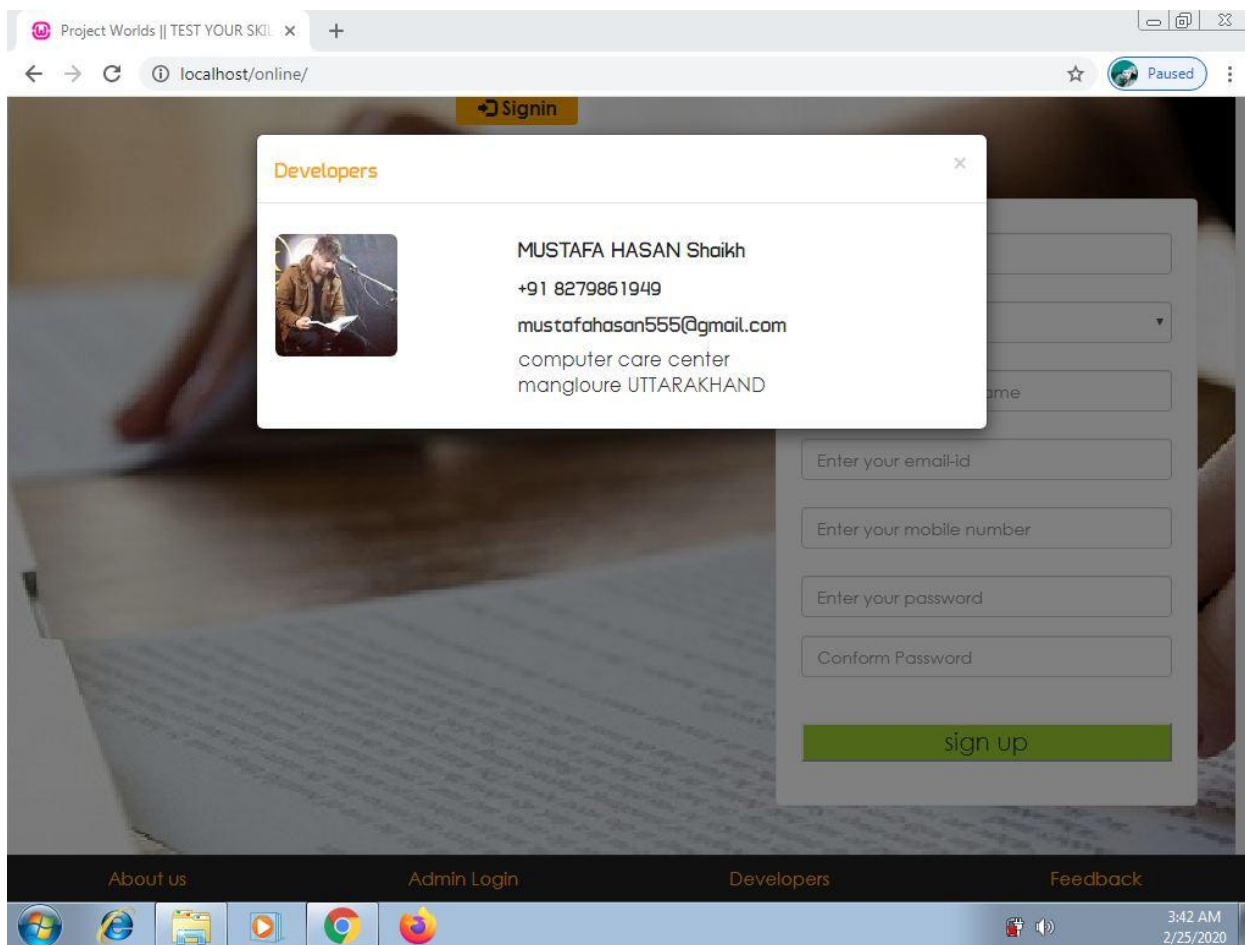 Project Worlds || TEST YOUR SKIL
localhost/online/
Paused
Signin
Developers
MUSTAFA HASAN Shaikh
+91 8279861949
mustafahasan555@gmail.com
computer care center
mangloure UTTARAKHAND
ame
Enter your email-id
Enter your mobile number
Enter your password
Conform Password
sign up
About us
Admin Login
Developers
Feedback
3:42 AM
2/25/2020